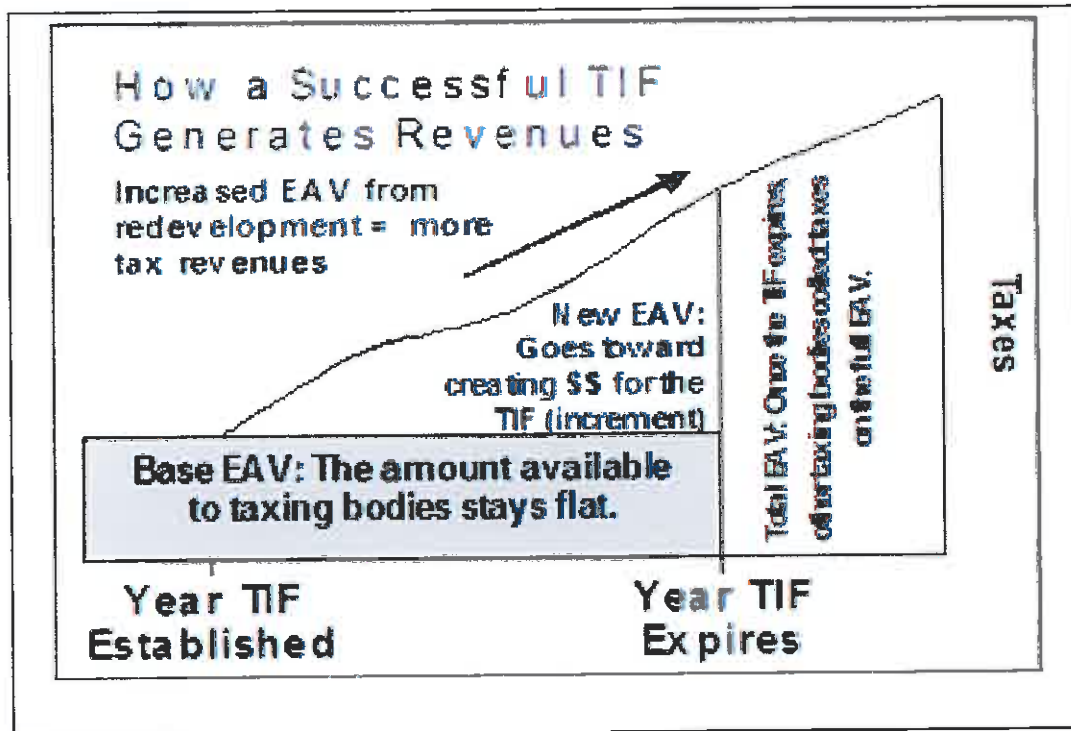 How a Successful TIF
Generates Revenues
Increased EAV from
redevelopment = more
tax revenues
New EAV:
Goes toward
creating $$ for the
TIF (increment)
Base EAV: The amount available
to taxing bodies stays flat.
Total EAV. Once the TIF expires,
other taxing bodies collect taxes
on the full EAV.
Taxes
Year TIF
Established
Year TIF
Expires